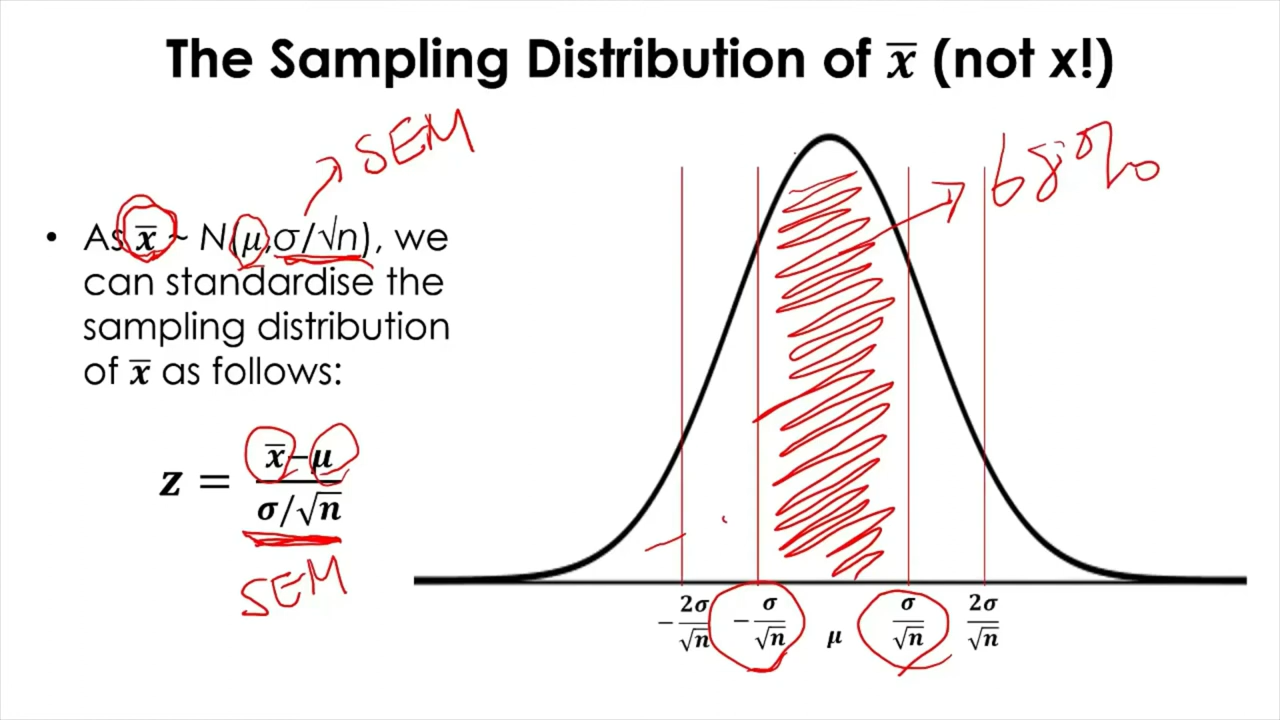 The Sampling Distribution of x̅ (not x!)
SEM
68%
• As x̅ ~ N(μ,σ/√n), we
can standardise the
sampling distribution
of x̅ as follows:
z = (x̅−μ)/(σ/√n)
SEM
−2σ/√n −σ/√n μ σ/√n 2σ/√n